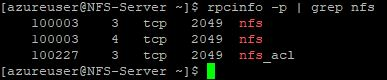 [azureuser@NFS-Server ~]$ rpcinfo -p | grep nfs
100003 3 tcp 2049 nfs
100003 4 tcp 2049 nfs
100227 3 tcp 2049 nfs_acl
[azureuser@NFS-Server ~]$